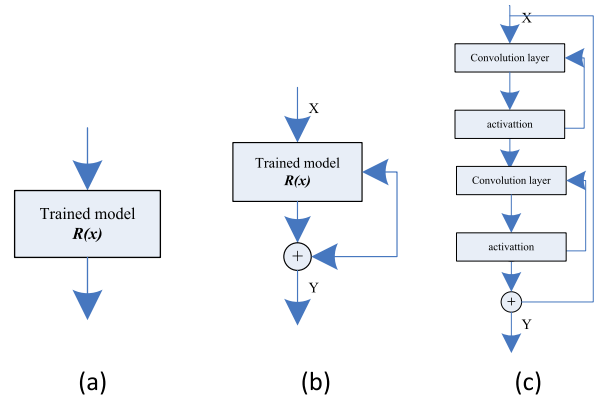 Trained model
R(x)
(a)
X
Trained model
R(x)
+
Y
(b)
X
Convolution layer
activattion
Convolution layer
activattion
+
Y
(c)